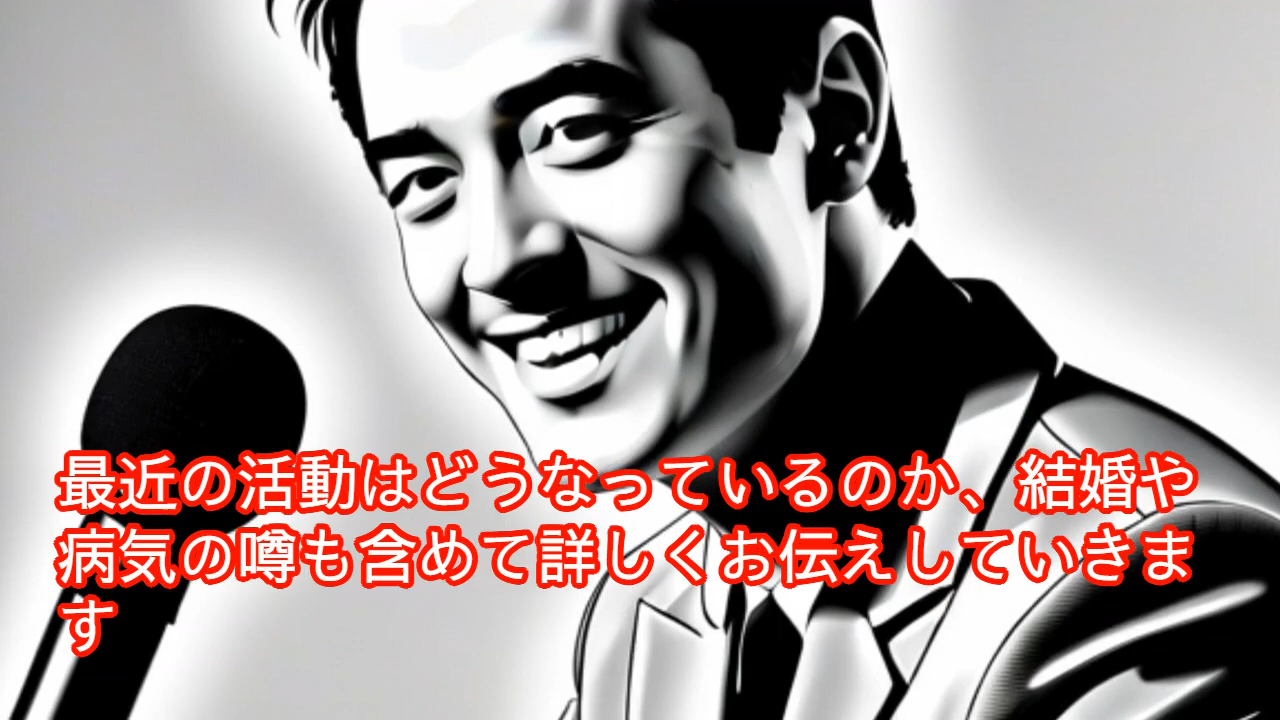 最近の活動はどうなっているのか、結婚や
病気の噂も含めて詳しくお伝えしていきま
す